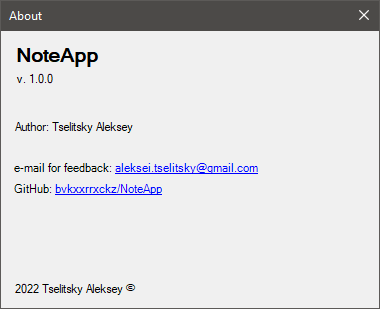 About
NoteApp
v. 1.0.0
Author: Tselitsky Aleksey
e-mail for feedback: aleksei.tselitsky@gmail.com
GitHub: bvkxxrrxckz/NoteApp
2022 Tselitsky Aleksey ©